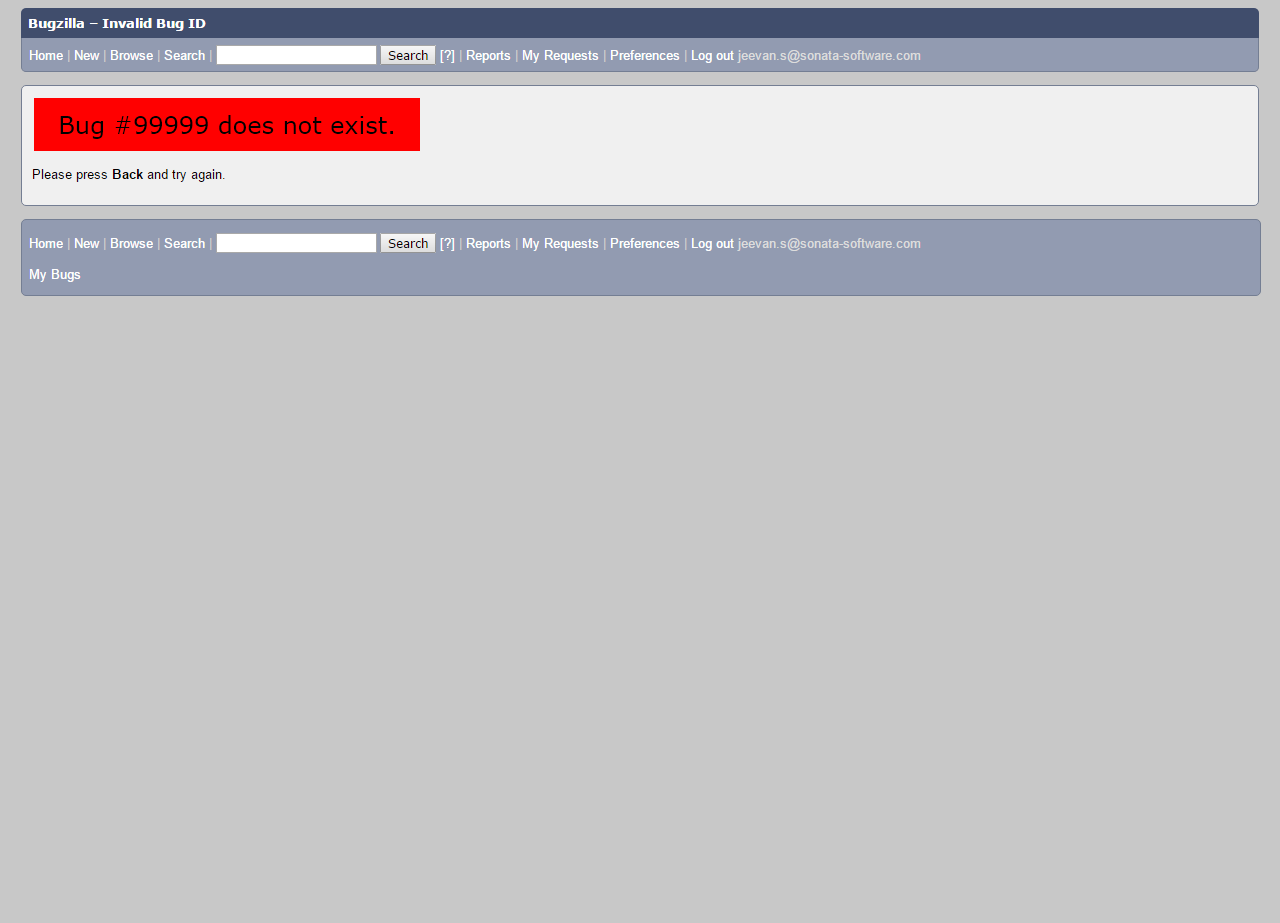 Bugzilla – Invalid Bug ID
Home | New | Browse | Search | Search [?] | Reports | My Requests | Preferences | Log out jeevan.s@sonata-software.com
Bug #99999 does not exist.
Please press Back and try again.
Home | New | Browse | Search | Search [?] | Reports | My Requests | Preferences | Log out jeevan.s@sonata-software.com
My Bugs